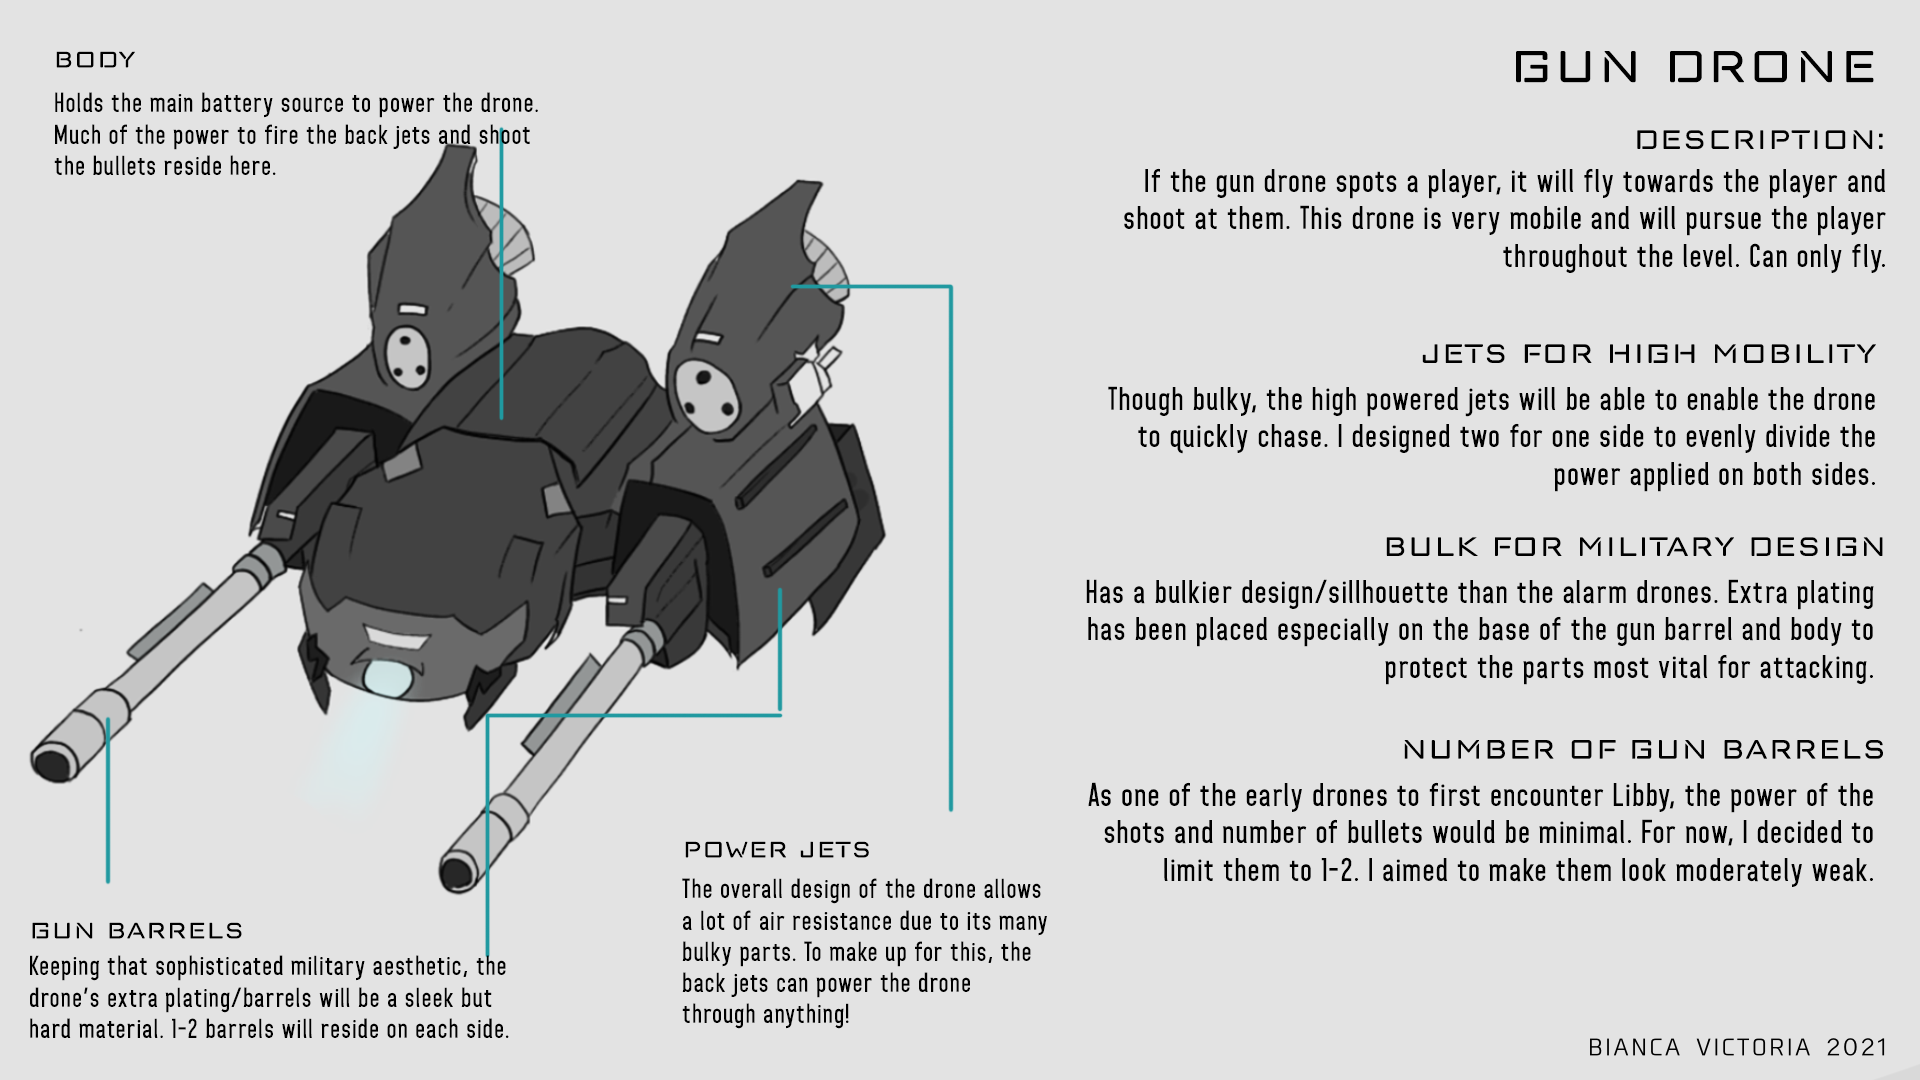 BODY
Holds the main battery source to power the drone.
Much of the power to fire the back jets and shoot
the bullets reside here.
GUN DRONE
DESCRIPTION:
If the gun drone spots a player, it will fly towards the player and
shoot at them. This drone is very mobile and will pursue the player
throughout the level. Can only fly.
JETS FOR HIGH MOBILITY
Though bulky, the high powered jets will be able to enable the drone
to quickly chase. I designed two for one side to evenly divide the
power applied on both sides.
BULK FOR MILITARY DESIGN
Has a bulkier design/sillhouette than the alarm drones. Extra plating
has been placed especially on the base of the gun barrel and body to
protect the parts most vital for attacking.
NUMBER OF GUN BARRELS
As one of the early drones to first encounter Libby, the power of the
shots and number of bullets would be minimal. For now, I decided to
limit them to 1-2. I aimed to make them look moderately weak.
POWER JETS
The overall design of the drone allows
a lot of air resistance due to its many
bulky parts. To make up for this, the
back jets can power the drone
through anything!
GUN BARRELS
Keeping that sophisticated military aesthetic, the
drone's extra plating/barrels will be a sleek but
hard material. 1-2 barrels will reside on each side.
BIANCA VICTORIA 2021